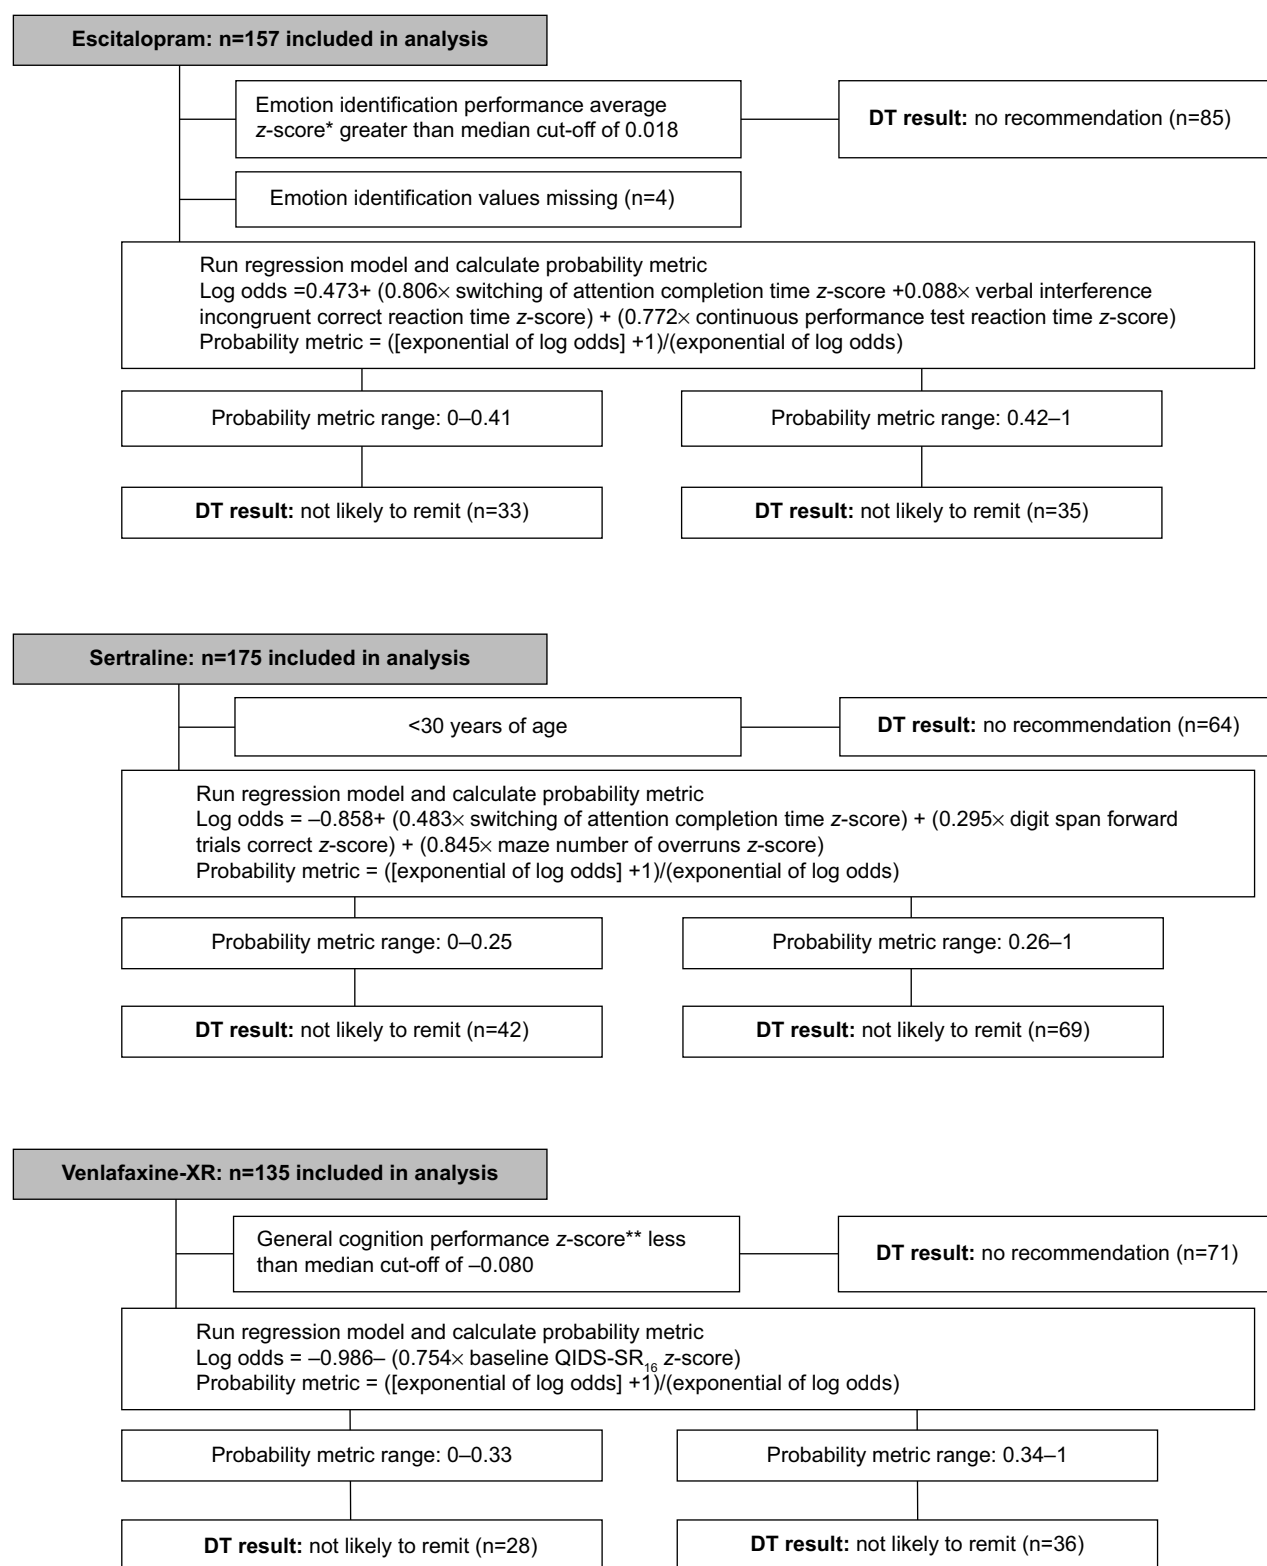 Escitalopram: n=157 included in analysis
Emotion identification performance average
z-score* greater than median cut-off of 0.018
DT result: no recommendation (n=85)
Emotion identification values missing (n=4)
Run regression model and calculate probability metric
Log odds =0.473+ (0.806× switching of attention completion time z-score +0.088× verbal interference
incongruent correct reaction time z-score) + (0.772× continuous performance test reaction time z-score)
Probability metric = ([exponential of log odds] +1)/(exponential of log odds)
Probability metric range: 0–0.41
Probability metric range: 0.42–1
DT result: not likely to remit (n=33)
DT result: not likely to remit (n=35)
Sertraline: n=175 included in analysis
<30 years of age
DT result: no recommendation (n=64)
Run regression model and calculate probability metric
Log odds = –0.858+ (0.483× switching of attention completion time z-score) + (0.295× digit span forward
trials correct z-score) + (0.845× maze number of overruns z-score)
Probability metric = ([exponential of log odds] +1)/(exponential of log odds)
Probability metric range: 0–0.25
Probability metric range: 0.26–1
DT result: not likely to remit (n=42)
DT result: not likely to remit (n=69)
Venlafaxine-XR: n=135 included in analysis
General cognition performance z-score** less
than median cut-off of –0.080
DT result: no recommendation (n=71)
Run regression model and calculate probability metric
Log odds = –0.986– (0.754× baseline QIDS-SR16 z-score)
Probability metric = ([exponential of log odds] +1)/(exponential of log odds)
Probability metric range: 0–0.33
Probability metric range: 0.34–1
DT result: not likely to remit (n=28)
DT result: not likely to remit (n=36)